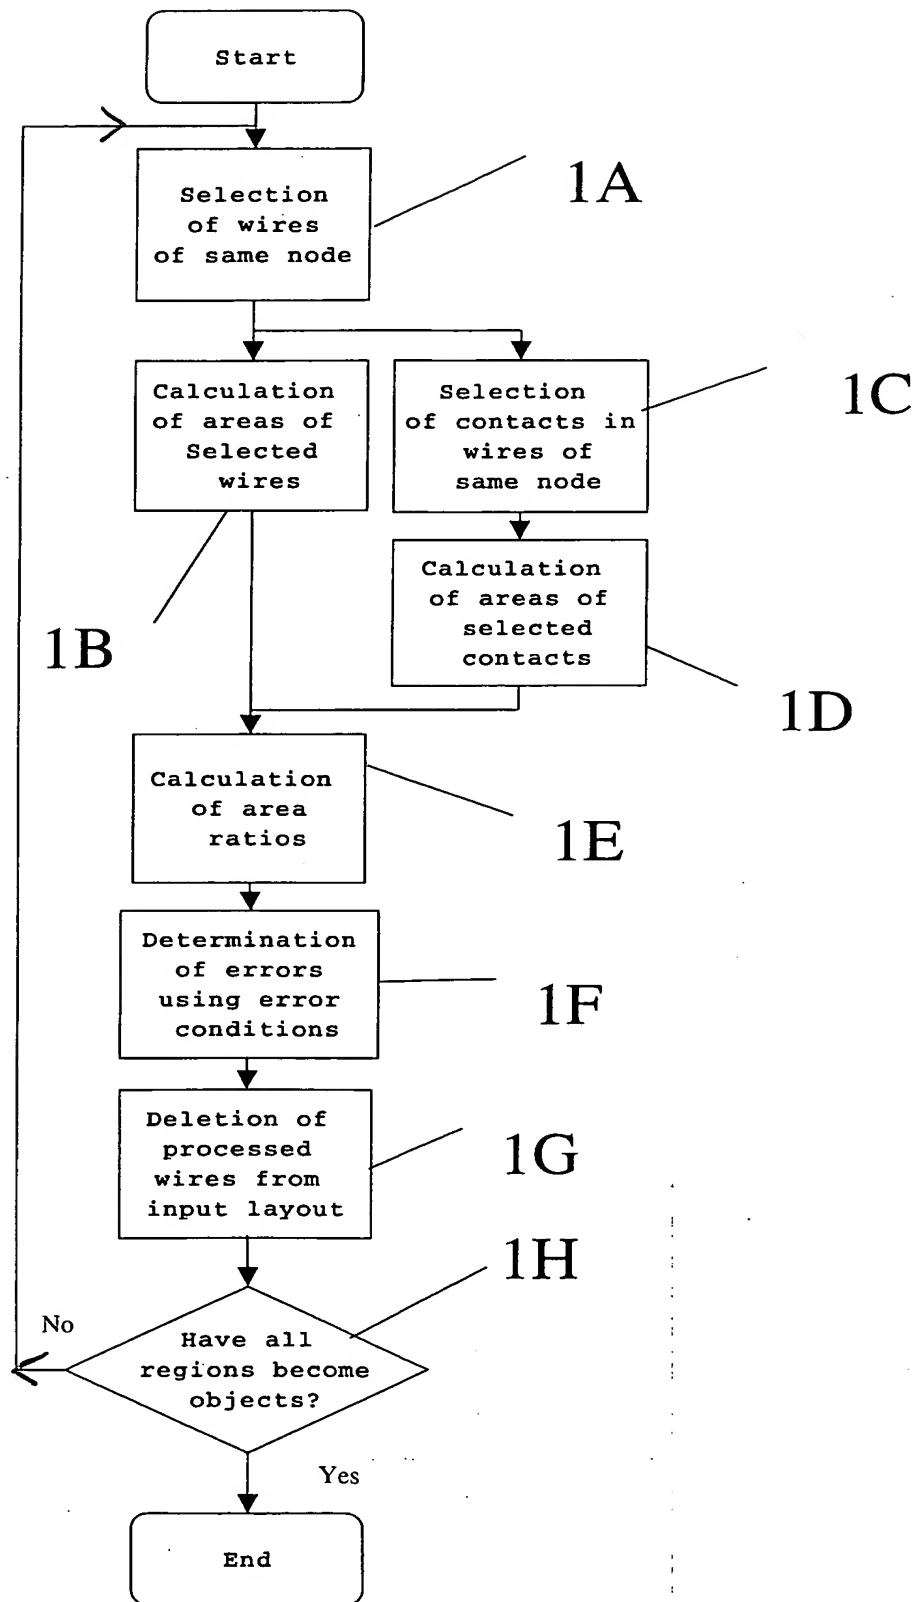 Start
Selection
of wires
of same node
1A
Calculation
of areas of
Selected
wires
1B
Selection
of contacts in
wires of
same node
1C
Calculation
of areas of
selected
contacts
1D
Calculation
of area
ratios
1E
Determination
of errors
using error
conditions
1F
Deletion of
processed
wires from
input layout
1G
1H
Have all
regions become
objects?
No
Yes
End